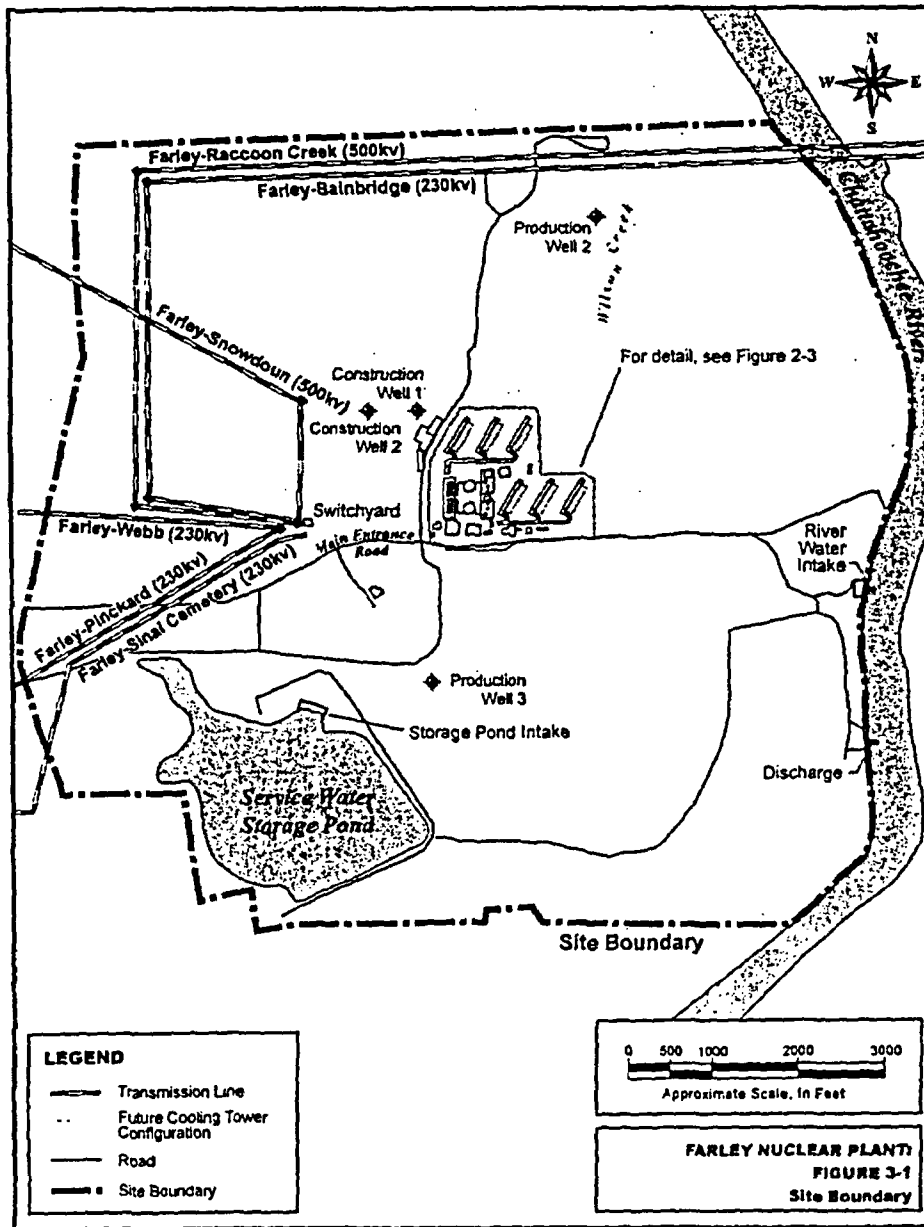 N
W E
S
Farley-Raccoon Creek (500kv)
Farley-Bainbridge (230kv)
Chattahoochee River
Production
Well 2
Wilson Creek
Farley-Snowdoun (500kv)
For detail, see Figure 2-3
Construction
Well 1
Construction
Well 2
Switchyard
Farley-Webb (230kv)
Main Entrance
Road
River
Water
Intake
Farley-Pinckard (230kv)
Farley-Sinai Cemetery (230kv)
Production
Well 3
Storage Pond Intake
Discharge
Service Water
Storage Pond
Site Boundary
LEGEND
Transmission Line
Future Cooling Tower
Configuration
Road
Site Boundary
0 500 1000 2000 3000
Approximate Scale, In Feet
FARLEY NUCLEAR PLANT:
FIGURE 3-1
Site Boundary